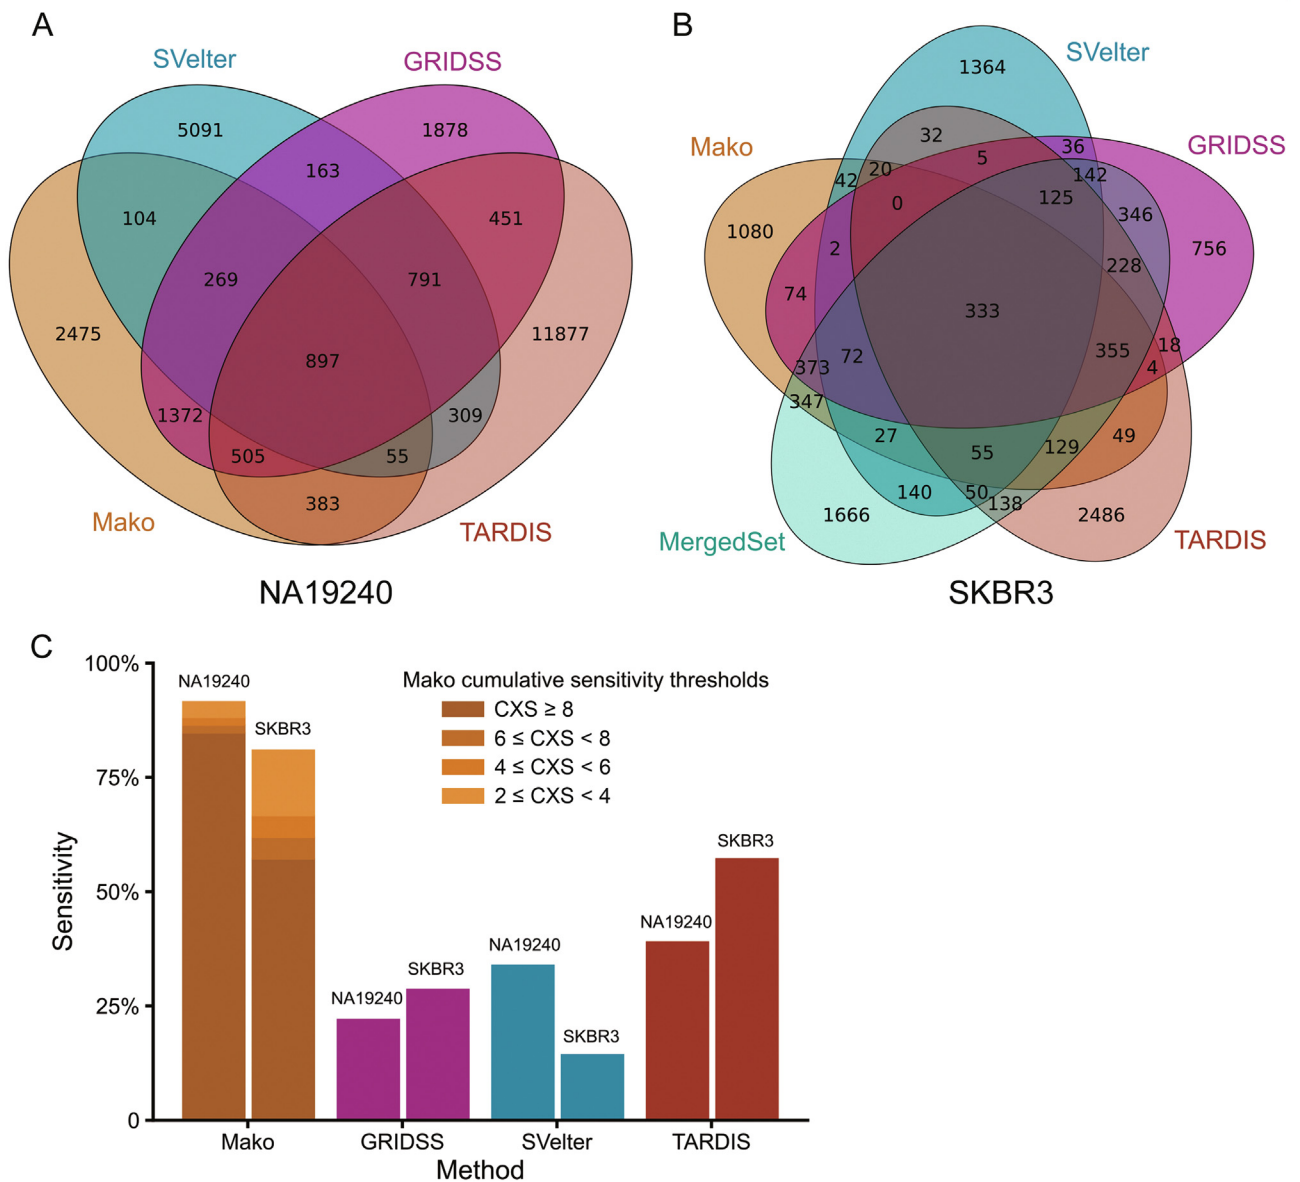 A
SVelter
GRIDSS
5091
1878
163
104
451
269
791
2475
11877
897
1372
309
505
55
383
Mako
TARDIS
NA19240
B
SVelter
1364
Mako
GRIDSS
32
36
5
20
142
42
125
0
346
1080
2
756
228
74
333
18
355
72
373
4
347
27
49
129
55
140
50
138
1666
2486
MergedSet
TARDIS
SKBR3
C
100%
75%
50%
25%
0
Sensitivity
Mako cumulative sensitivity thresholds
CXS ≥ 8
6 ≤ CXS < 8
4 ≤ CXS < 6
2 ≤ CXS < 4
NA19240
SKBR3
NA19240
SKBR3
NA19240
SKBR3
NA19240
SKBR3
Mako
GRIDSS
SVelter
TARDIS
Method